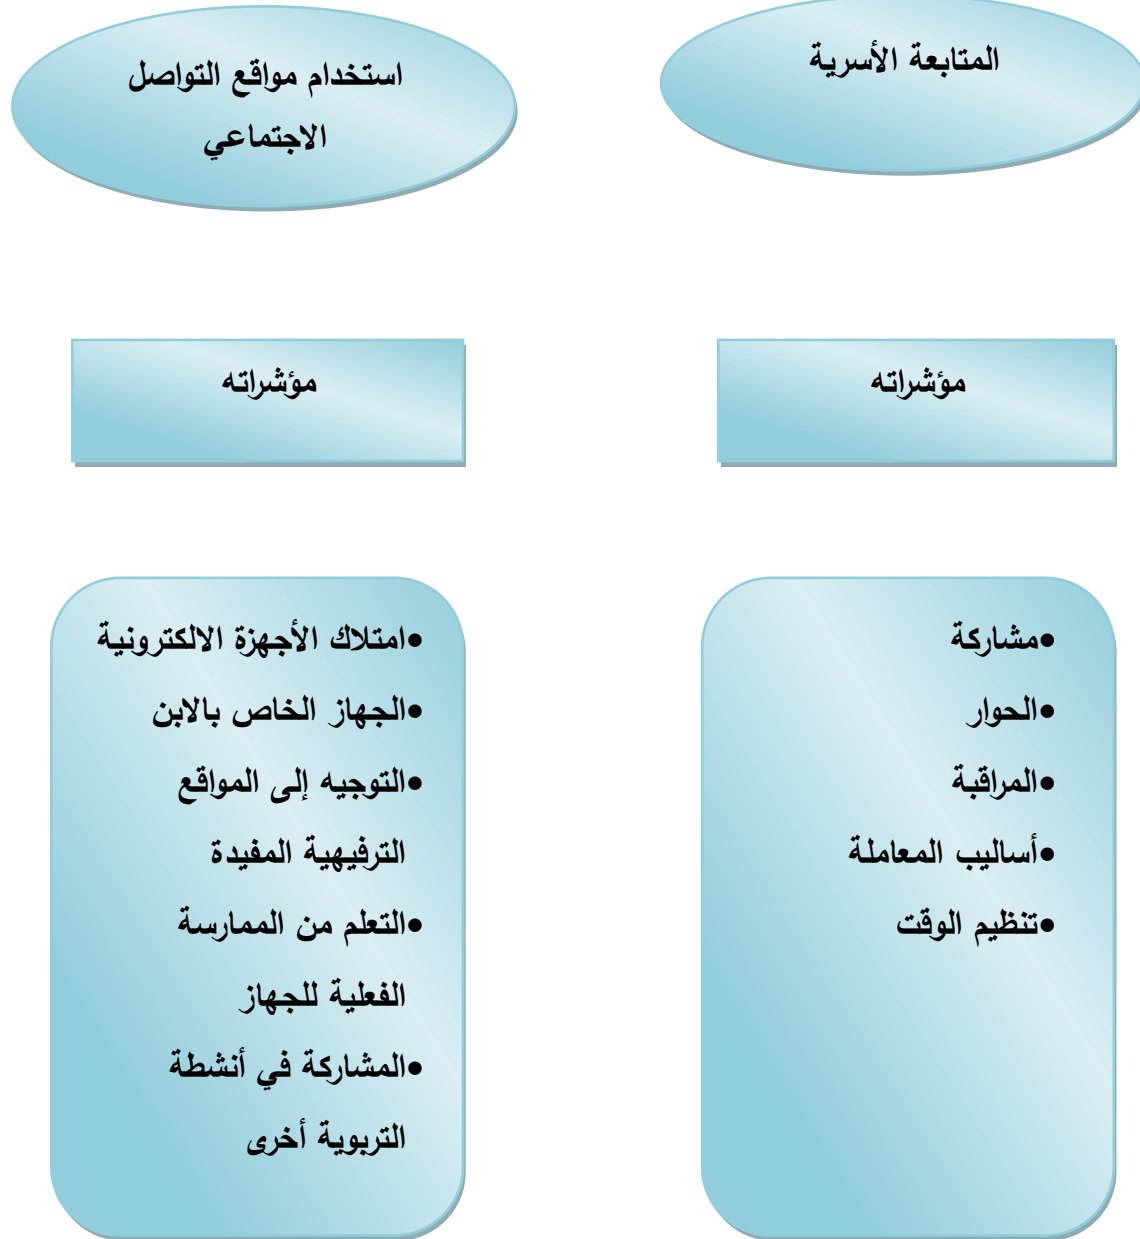 المتابعة الأسرية
استخدام مواقع التواصل
الاجتماعي
مؤشراته
مؤشراته
•مشاركة
•الحوار
•المراقبة
•أساليب المعاملة
•تنظيم الوقت
•امتلاك الأجهزة الالكترونية
•الجهاز الخاص بالابن
•التوجيه إلى المواقع
الترفيهية المفيدة
•التعلم من الممارسة
الفعلية للجهاز
•المشاركة في أنشطة
التربوية أخرى